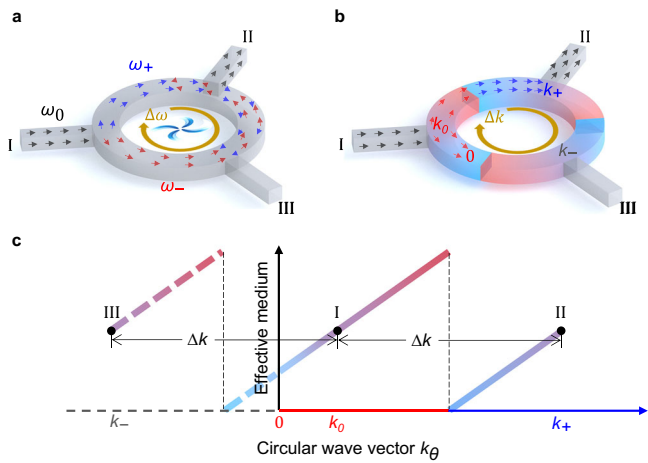 a
b
II
II
ω+
ω0
Δω
I
ω−
III
k+
k0
Δk
I
0
k−
III
c
Effective medium
III
I
II
Δk
Δk
k−
0
k0
k+
Circular wave vector kθ